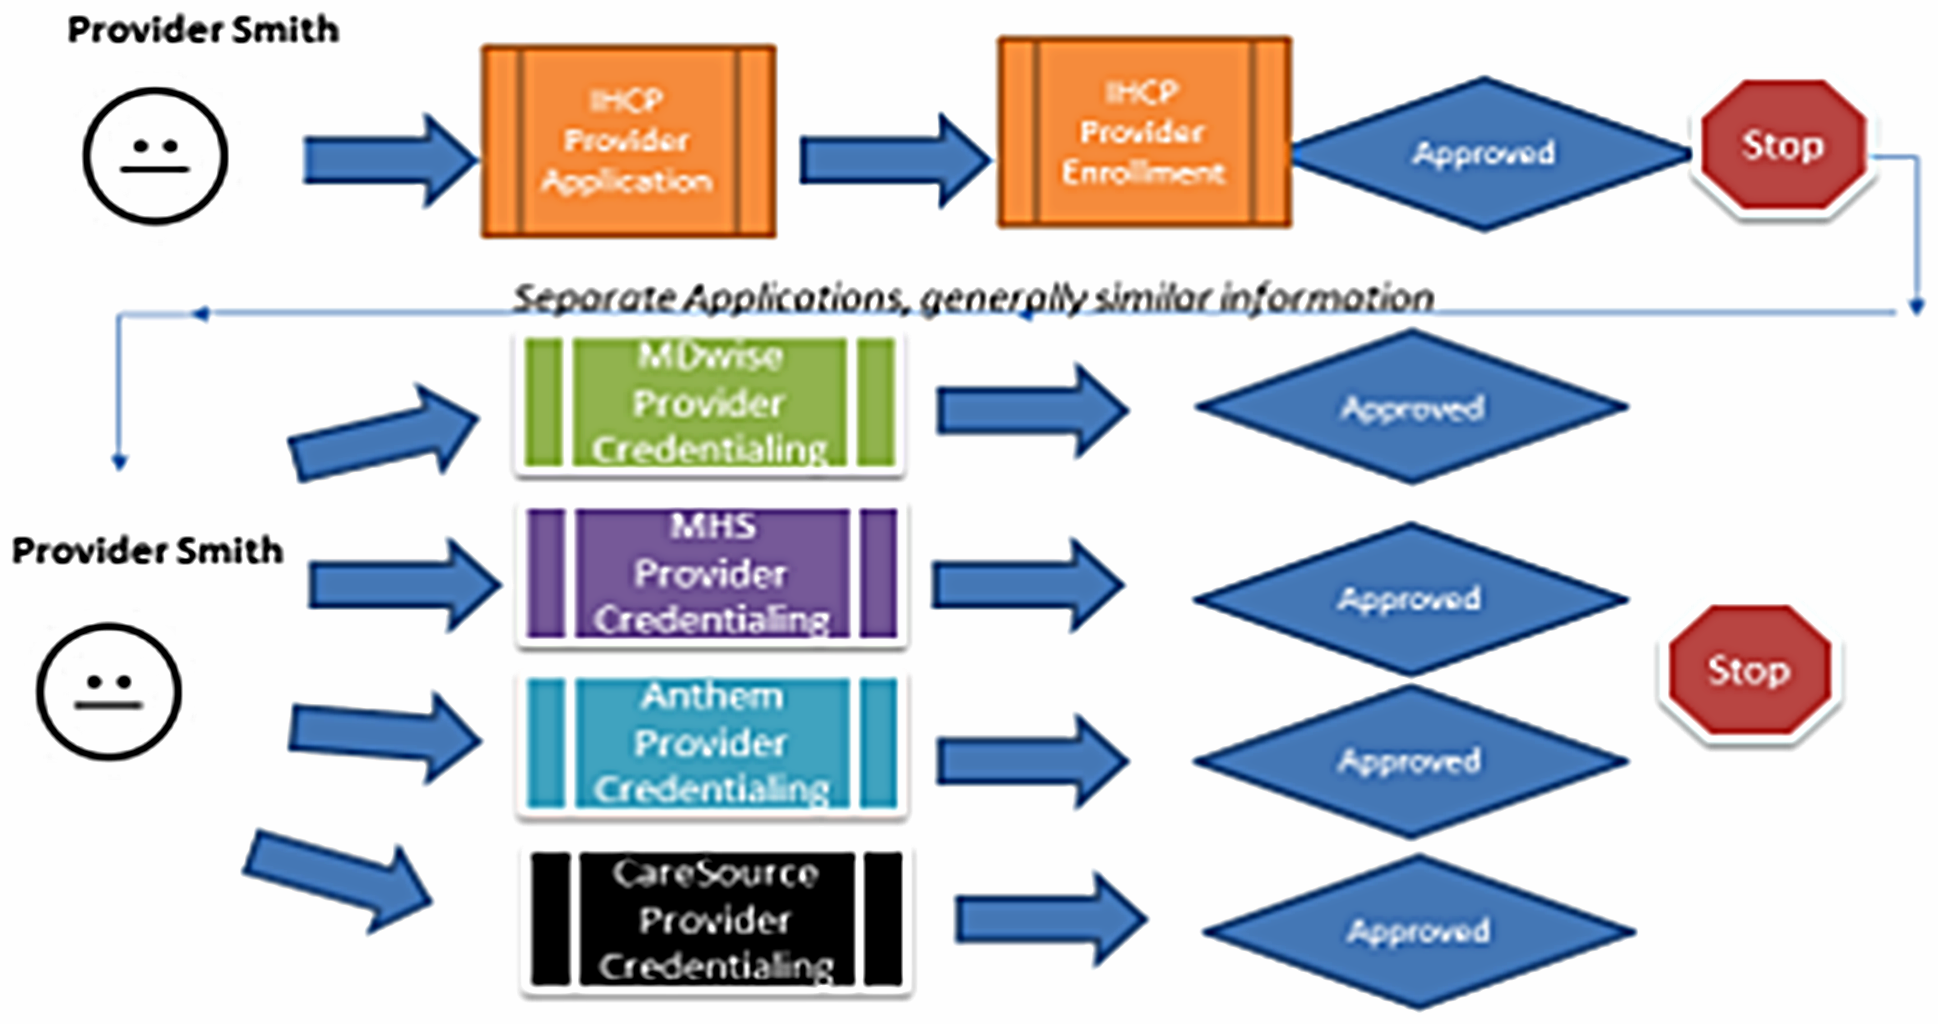 Provider Smith
IHCP
Provider
Application
IHCP
Provider
Enrollment
Approved
Stop
Separate Applications, generally similar information
MDwise
Provider
Credentialing
Approved
Provider Smith
MHS
Provider
Credentialing
Approved
Stop
Anthem
Provider
Credentialing
Approved
CareSource
Provider
Credentialing
Approved